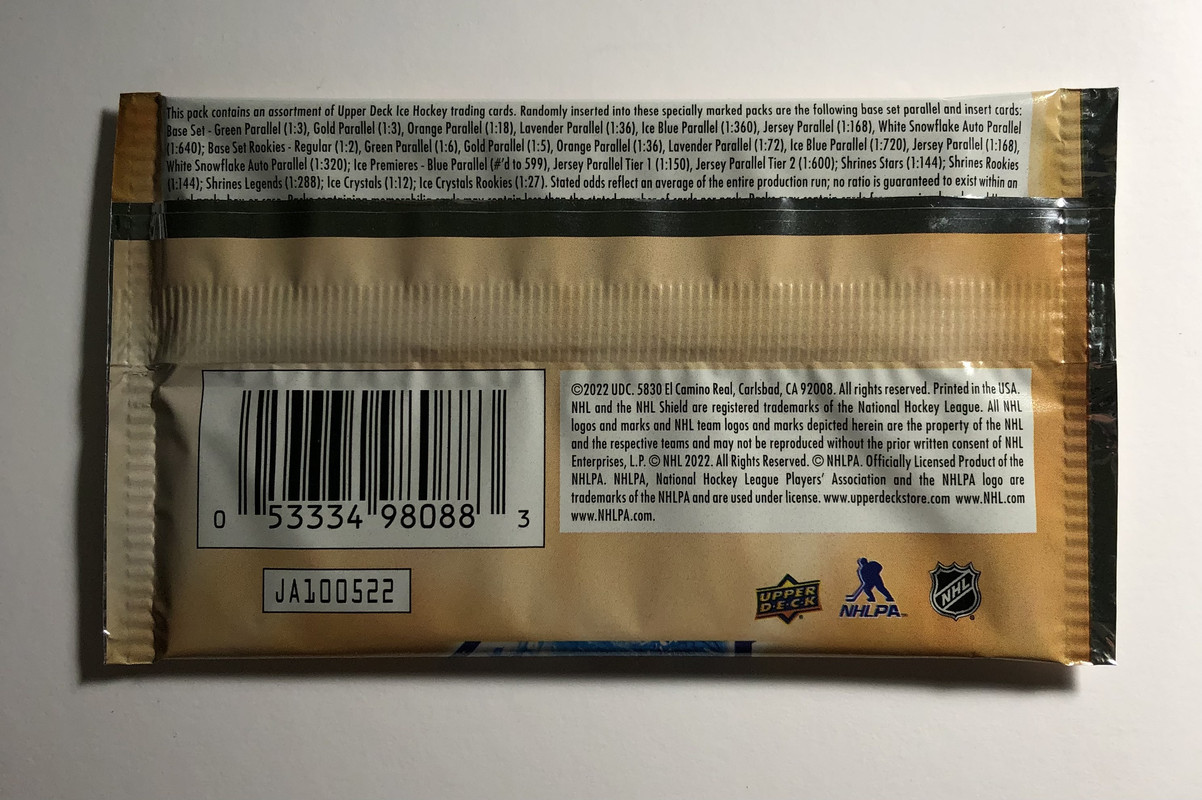 This pack contains an assortment of Upper Deck Ice Hockey trading cards. Randomly inserted into these specially marked packs are the following base set parallel and insert cards:
Base Set - Green Parallel (1:3), Gold Parallel (1:3), Orange Parallel (1:18), Lavender Parallel (1:36), Ice Blue Parallel (1:360), Jersey Parallel (1:168), White Snowflake Auto Parallel
(1:640); Base Set Rookies - Regular (1:2), Green Parallel (1:6), Gold Parallel (1:5), Orange Parallel (1:36), Lavender Parallel (1:72), Ice Blue Parallel (1:720), Jersey Parallel (1:168),
White Snowflake Auto Parallel (1:320); Ice Premieres - Blue Parallel (#'d to 599), Jersey Parallel Tier 1 (1:150), Jersey Parallel Tier 2 (1:600); Shrines Stars (1:144); Shrines Rookies
(1:144); Shrines Legends (1:288); Ice Crystals (1:12); Ice Crystals Rookies (1:27). Stated odds reflect an average of the entire production run; no ratio is guaranteed to exist within an
©2022 UDC. 5830 El Camino Real, Carlsbad, CA 92008. All rights reserved. Printed in the USA.
NHL and the NHL Shield are registered trademarks of the National Hockey League. All NHL
logos and marks and NHL team logos and marks depicted herein are the property of the NHL
and the respective teams and may not be reproduced without the prior written consent of NHL
Enterprises, L.P. © NHL 2022. All Rights Reserved. © NHLPA. Officially Licensed Product of the
NHLPA. NHLPA, National Hockey League Players' Association and the NHLPA logo are
trademarks of the NHLPA and are used under license. www.upperdeckstore.com www.NHL.com
www.NHLPA.com.
0 53334 98088 3
JA100522
UPPER
D·E·C·K
NHLPA
NHL